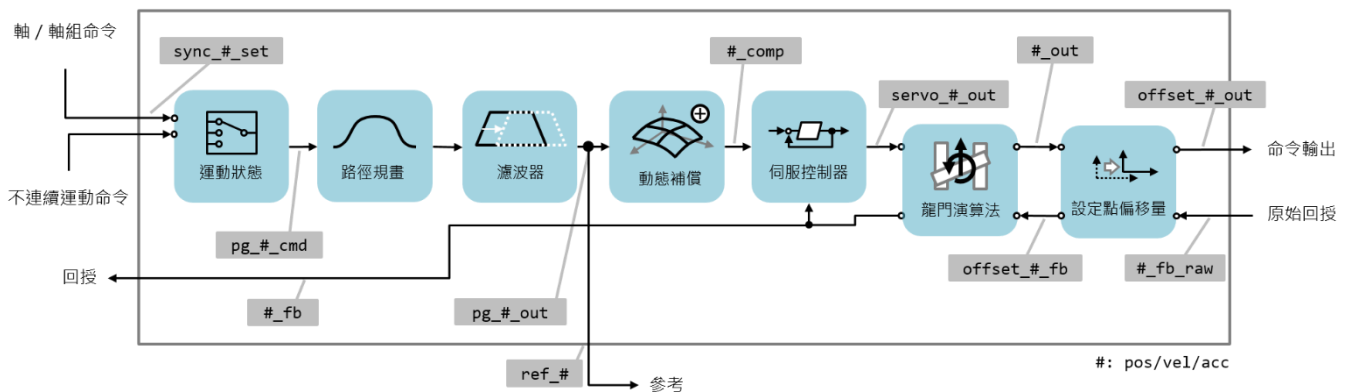 軸 / 軸組命令
sync_#_set
#_comp
#_out
servo_#_out
offset_#_out
運動狀態
路徑規畫
濾波器
動態補償
伺服控制器
龍門演算法
設定點偏移量
命令輸出
不連續運動命令
原始回授
pg_#_cmd
回授
#_fb
pg_#_out
offset_#_fb
#_fb_raw
ref_#
參考
#: pos/vel/acc